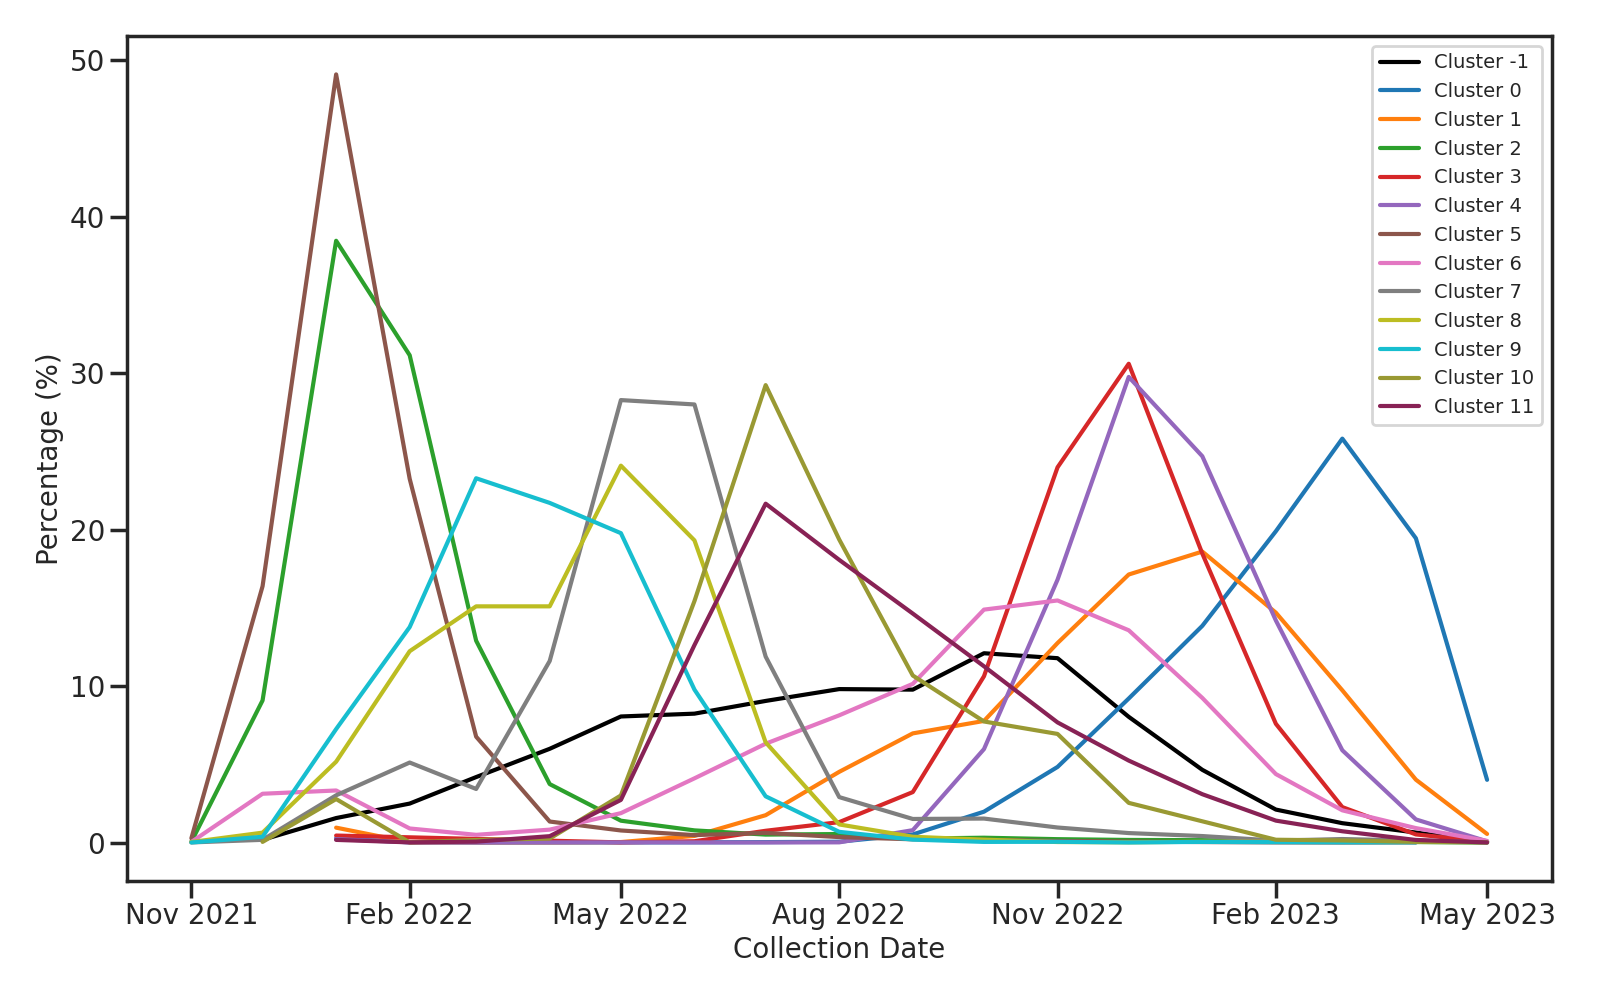 50
40
30
20
10
0
Percentage (%)
Nov 2021
Feb 2022
May 2022
Aug 2022
Nov 2022
Feb 2023
May 2023
Collection Date
Cluster -1
Cluster 0
Cluster 1
Cluster 2
Cluster 3
Cluster 4
Cluster 5
Cluster 6
Cluster 7
Cluster 8
Cluster 9
Cluster 10
Cluster 11